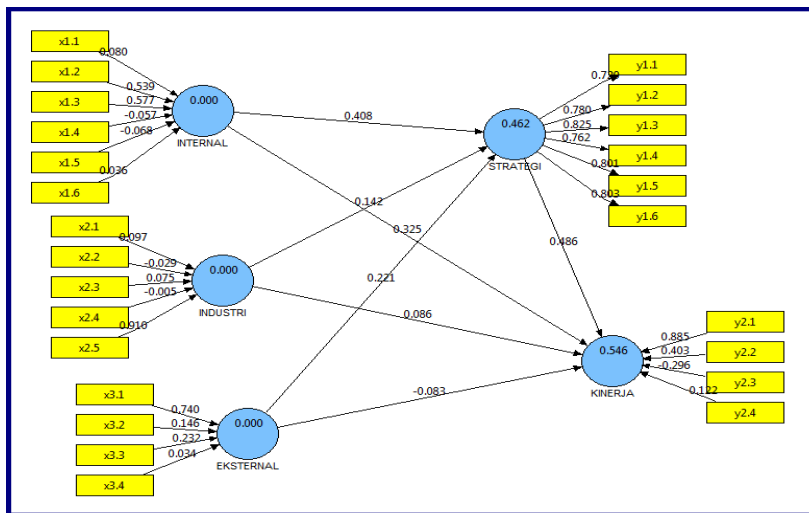 x1.1
0.080
x1.2
0.539
x1.3
0.577
x1.4
-0.057
x1.5
-0.068
x1.6
0.036
0.000
INTERNAL
x2.1
0.097
x2.2
-0.029
x2.3
0.075
x2.4
-0.005
x2.5
0.910
0.000
INDUSTRI
x3.1
0.740
x3.2
0.146
x3.3
0.232
x3.4
0.034
0.000
EKSTERNAL
0.408
0.142
0.325
0.221
0.086
-0.083
0.486
0.462
STRATEGI
y1.1
y1.2
0.780
y1.3
0.825
y1.4
0.762
y1.5
0.801
y1.6
0.803
0.546
KINERJA
y2.1
0.885
y2.2
0.403
y2.3
-0.296
y2.4
0.122